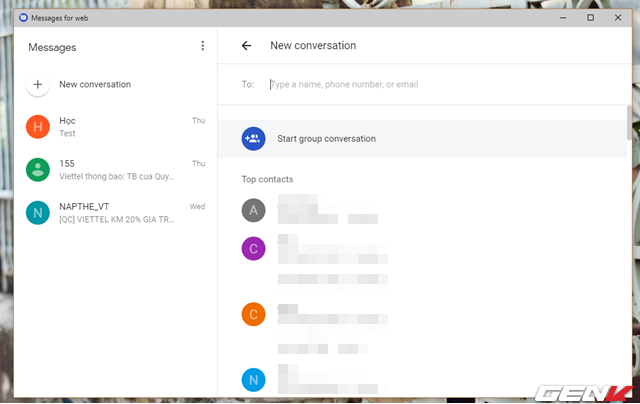 Messages for web
Messages
New conversation
Học
Thu
Test
155
Thu
Viettel thong bao: TB cua Quy...
NAPTHE_VT
Wed
[QC] VIETTEL KM 20% GIA TR...
New conversation
To: Type a name, phone number, or email
Start group conversation
Top contacts
A
C
C
N
H
N
GENK